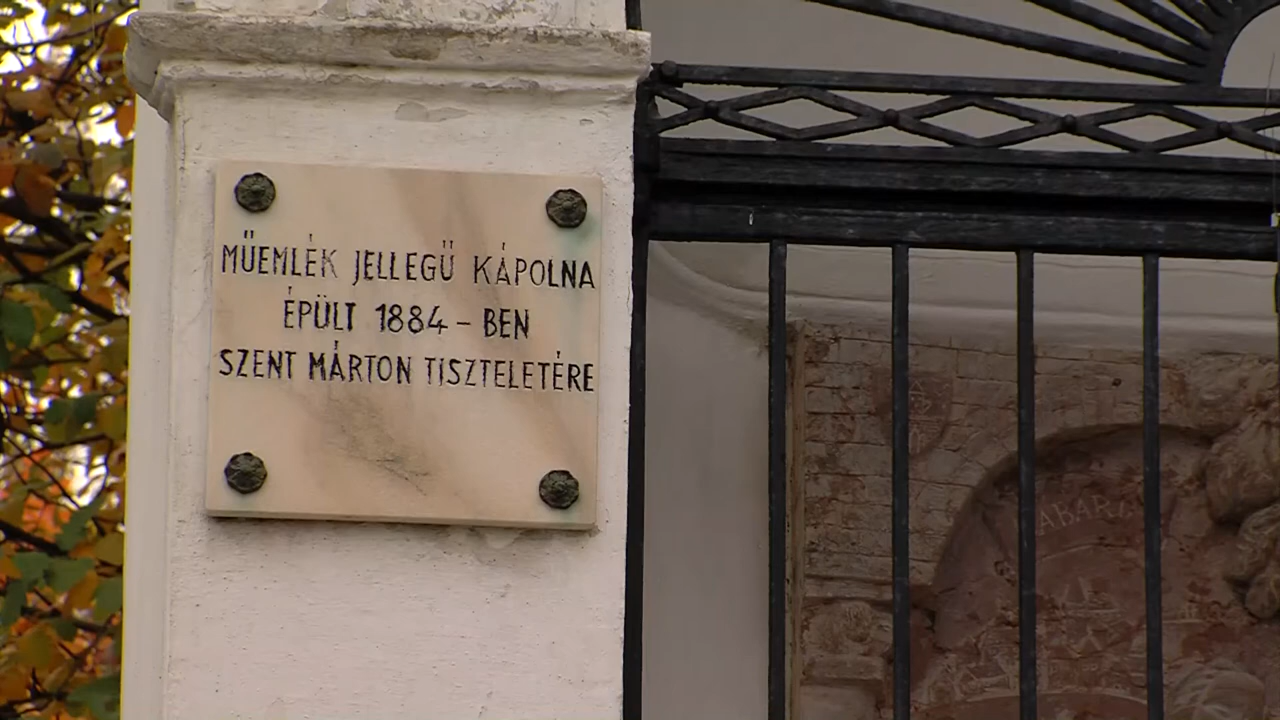 MŰEMLÉK JELLEGŰ KÁPOLNA
ÉPÜLT 1884 - BEN
SZENT MÁRTON TISZTELETÉRE